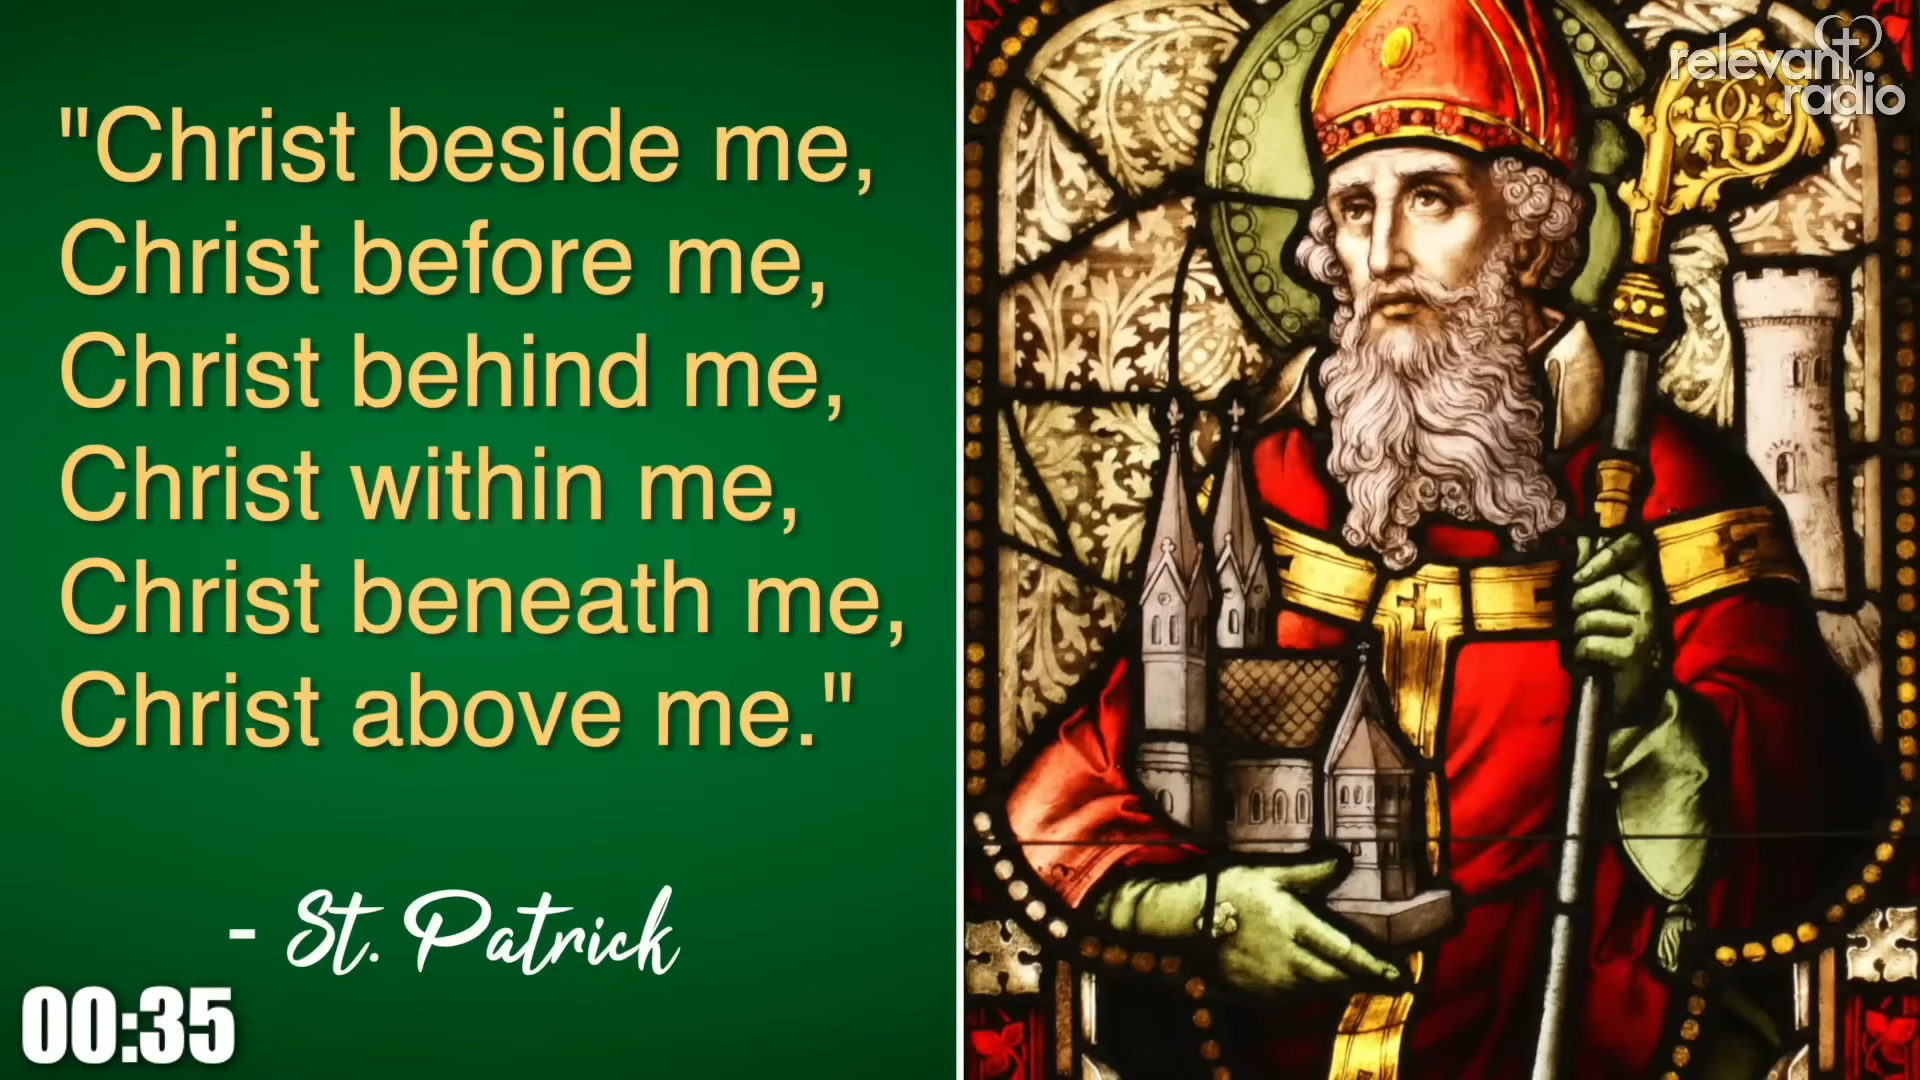 "Christ beside me,
Christ before me,
Christ behind me,
Christ within me,
Christ beneath me,
Christ above me."
- St. Patrick
00:35
relevant
radio